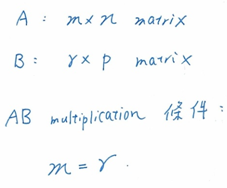 A : m×n matrix
B : r×p matrix
AB multiplication 條件 :
m = r .